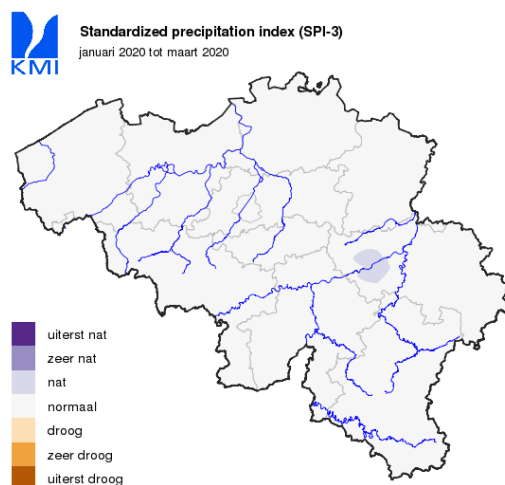 Standardized precipitation index (SPI-3)
januari 2020 tot maart 2020
KMI
uiterst nat
zeer nat
nat
normaal
droog
zeer droog
uiterst droog